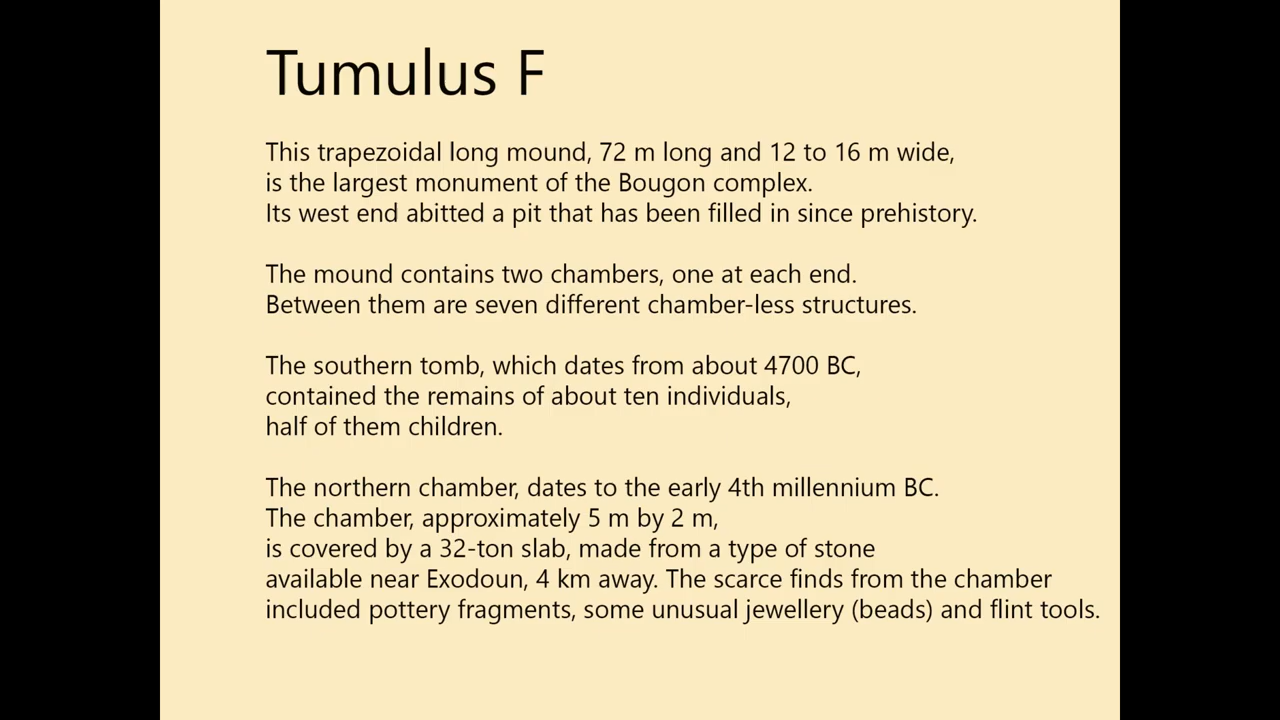 Tumulus F
This trapezoidal long mound, 72 m long and 12 to 16 m wide,
is the largest monument of the Bougon complex.
Its west end abitted a pit that has been filled in since prehistory.
The mound contains two chambers, one at each end.
Between them are seven different chamber-less structures.
The southern tomb, which dates from about 4700 BC,
contained the remains of about ten individuals,
half of them children.
The northern chamber, dates to the early 4th millennium BC.
The chamber, approximately 5 m by 2 m,
is covered by a 32-ton slab, made from a type of stone
available near Exodoun, 4 km away. The scarce finds from the chamber
included pottery fragments, some unusual jewellery (beads) and flint tools.